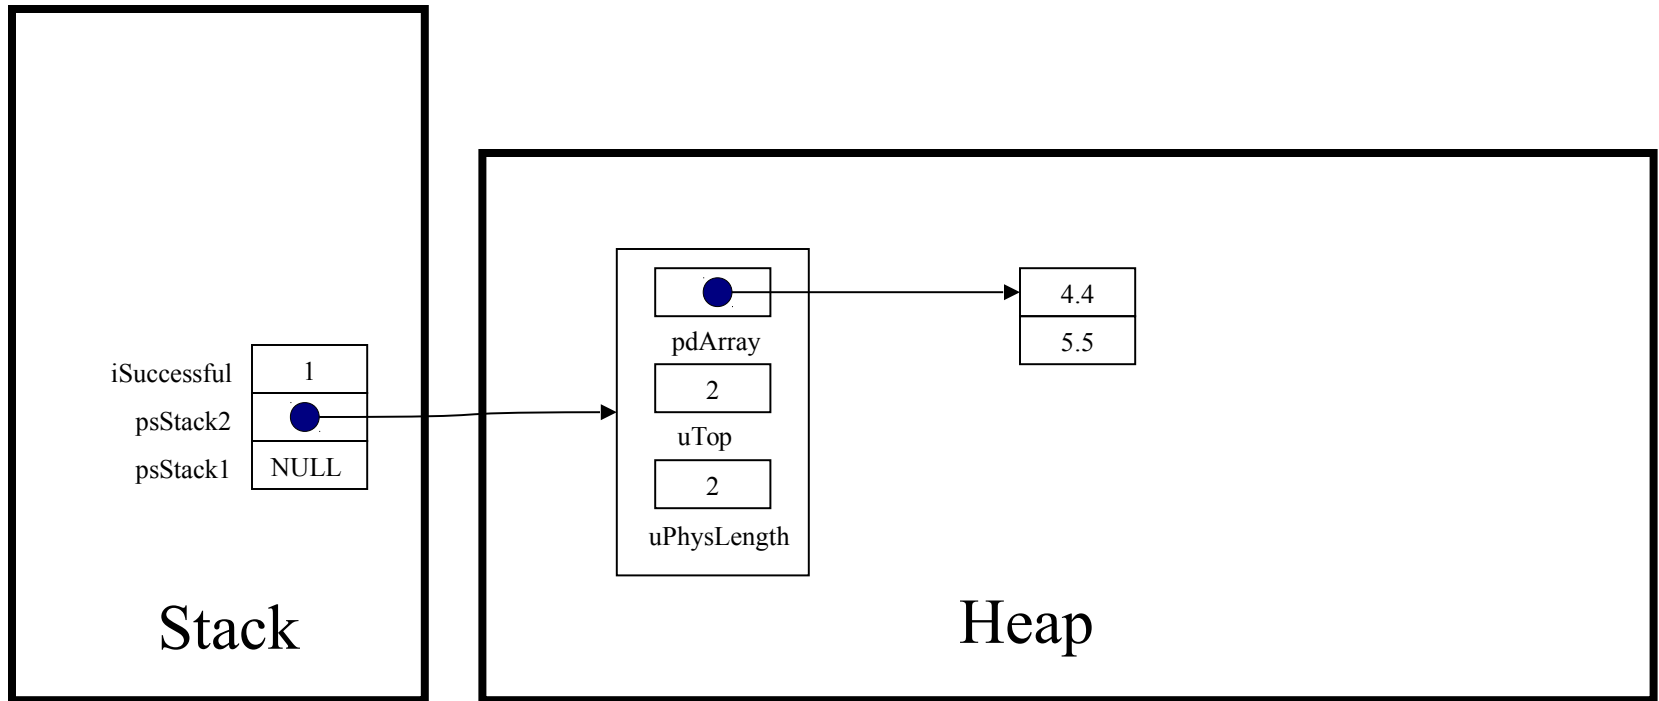 iSuccessful 1
psStack2
psStack1 NULL
Stack
pdArray
2
uTop
2
uPhysLength
4.4
5.5
Heap